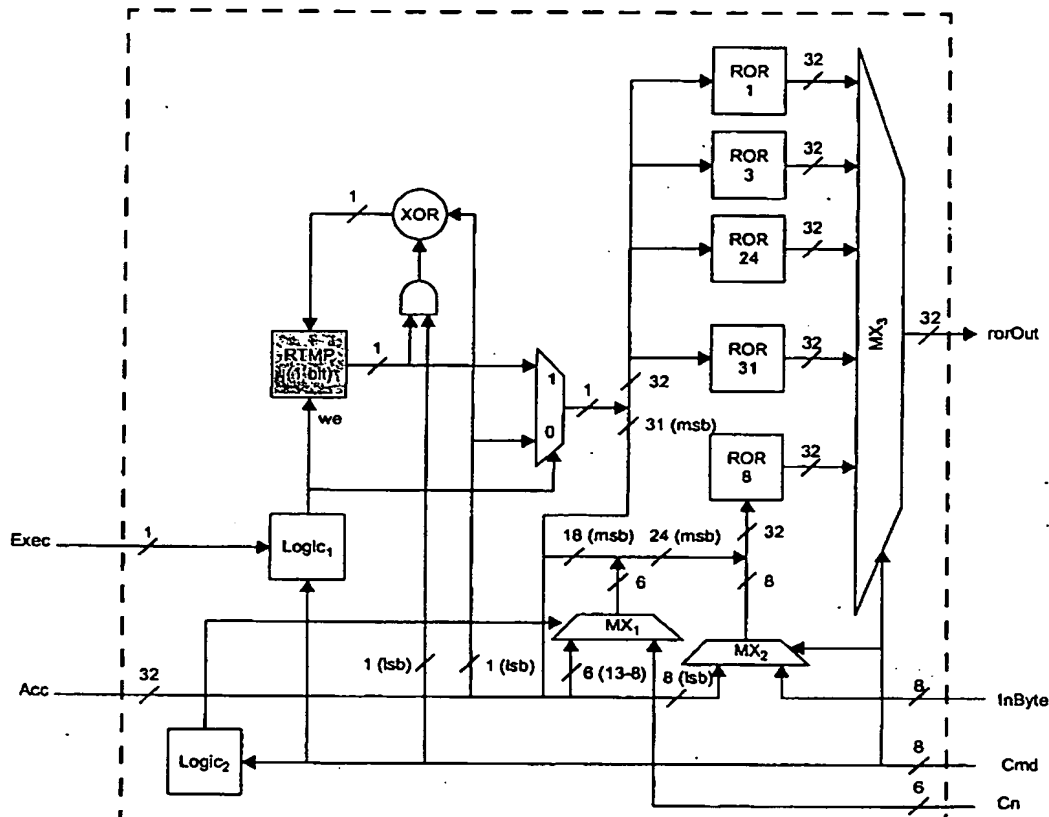 32
ROR
1
32
ROR
3
32
ROR
24
32
ROR
31
32
ROR
8
MX3
32
rorOut
1
XOR
RTMP
(1-bit)
we
1
1
0
1
32
31 (msb)
Exec
1
Logic1
18 (msb)
24 (msb)
32
6
8
MX1
MX2
1 (lsb)
1 (lsb)
6 (13-8)
8 (lsb)
Acc
32
8
InByte
Logic2
8
Cmd
6
Cn